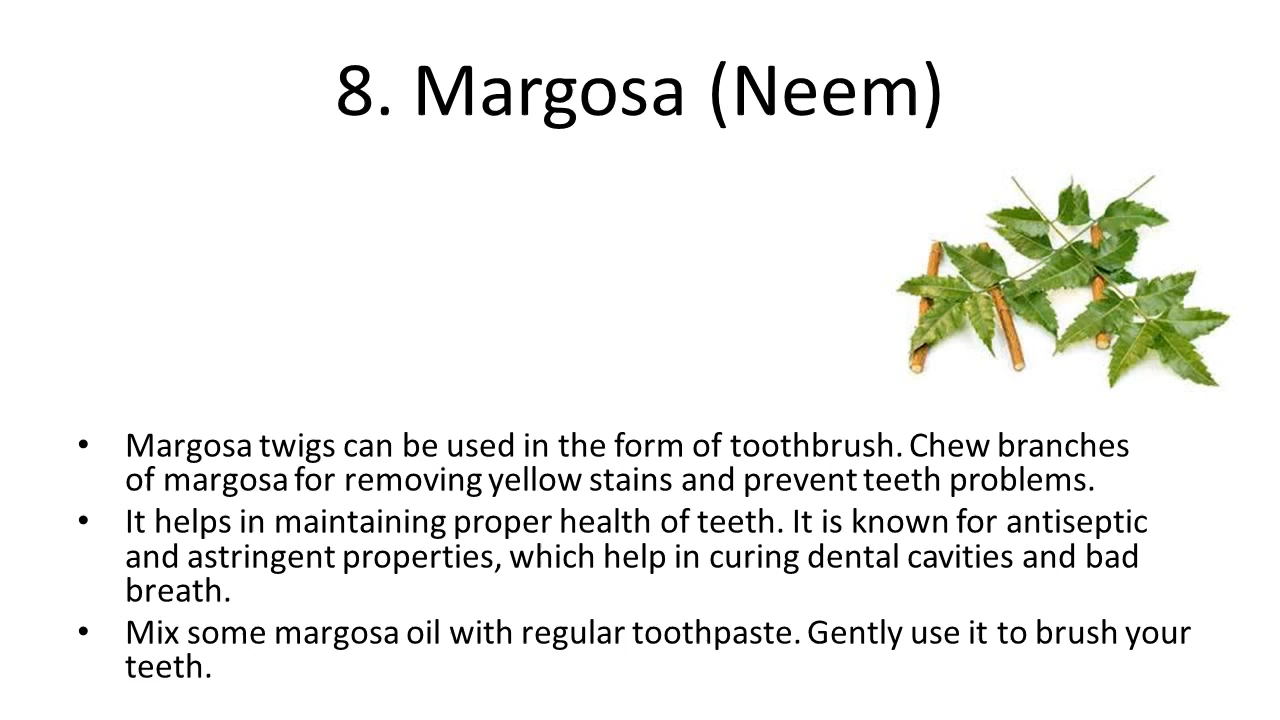 8. Margosa (Neem)
• Margosa twigs can be used in the form of toothbrush. Chew branches
of margosa for removing yellow stains and prevent teeth problems.
• It helps in maintaining proper health of teeth. It is known for antiseptic
and astringent properties, which help in curing dental cavities and bad
breath.
• Mix some margosa oil with regular toothpaste. Gently use it to brush your
teeth.